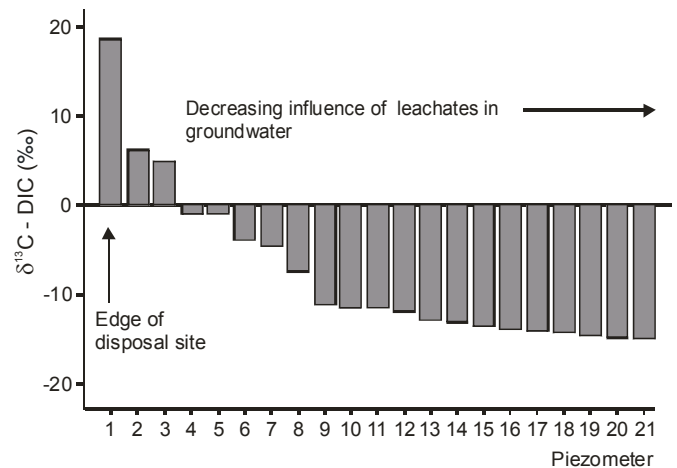 20
10
0
-10
-20
δ¹³C - DIC (‰)
Decreasing influence of leachates in
groundwater
Edge of
disposal site
1 2 3 4 5 6 7 8 9 10 11 12 13 14 15 16 17 18 19 20 21
Piezometer